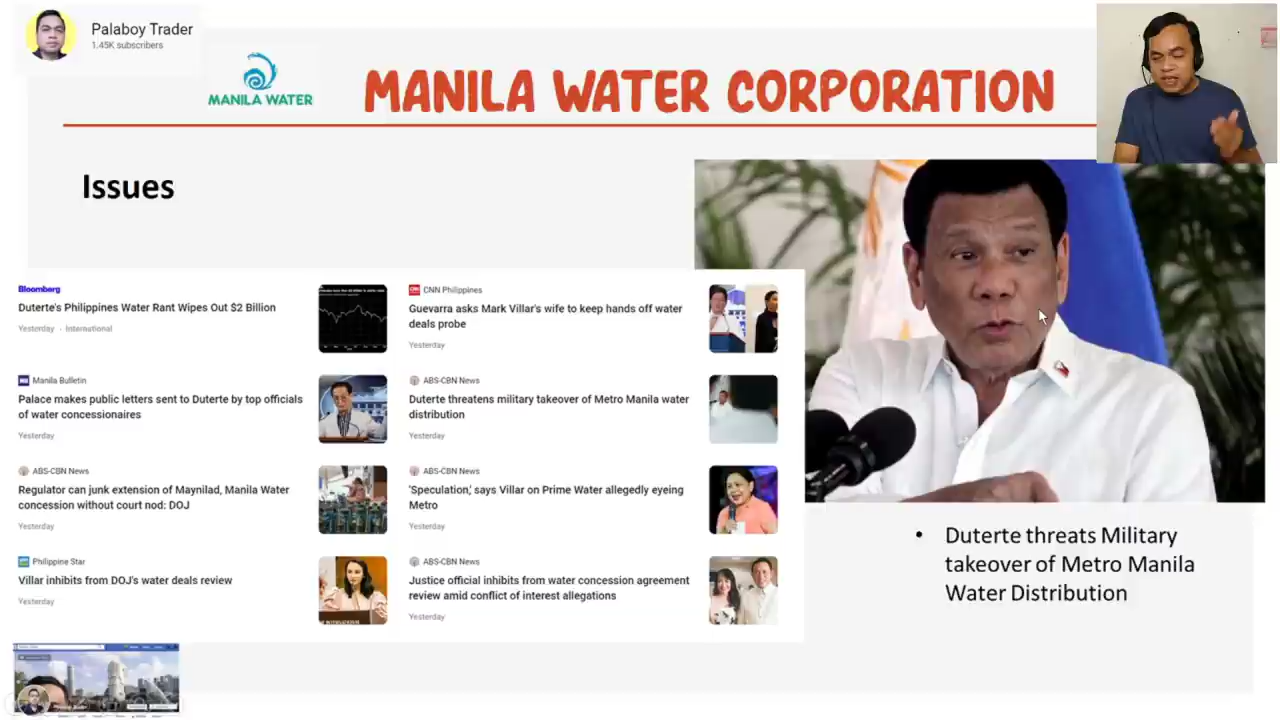 Palaboy Trader
1.45K subscribers
MANILA WATER
MANILA WATER CORPORATION
Issues
Bloomberg
Duterte's Philippines Water Rant Wipes Out $2 Billion
Yesterday · International
CNN Philippines
Guevarra asks Mark Villar's wife to keep hands off water
deals probe
Yesterday
Manila Bulletin
Palace makes public letters sent to Duterte by top officials
of water concessionaires
Yesterday
ABS-CBN News
Duterte threatens military takeover of Metro Manila water
distribution
Yesterday
ABS-CBN News
Regulator can junk extension of Maynilad, Manila Water
concession without court nod: DOJ
Yesterday
ABS-CBN News
'Speculation,' says Villar on Prime Water allegedly eyeing
Metro
Yesterday
Philippine Star
Villar inhibits from DOJ's water deals review
Yesterday
ABS-CBN News
Justice official inhibits from water concession agreement
review amid conflict of interest allegations
Yesterday
• Duterte threats Military
takeover of Metro Manila
Water Distribution